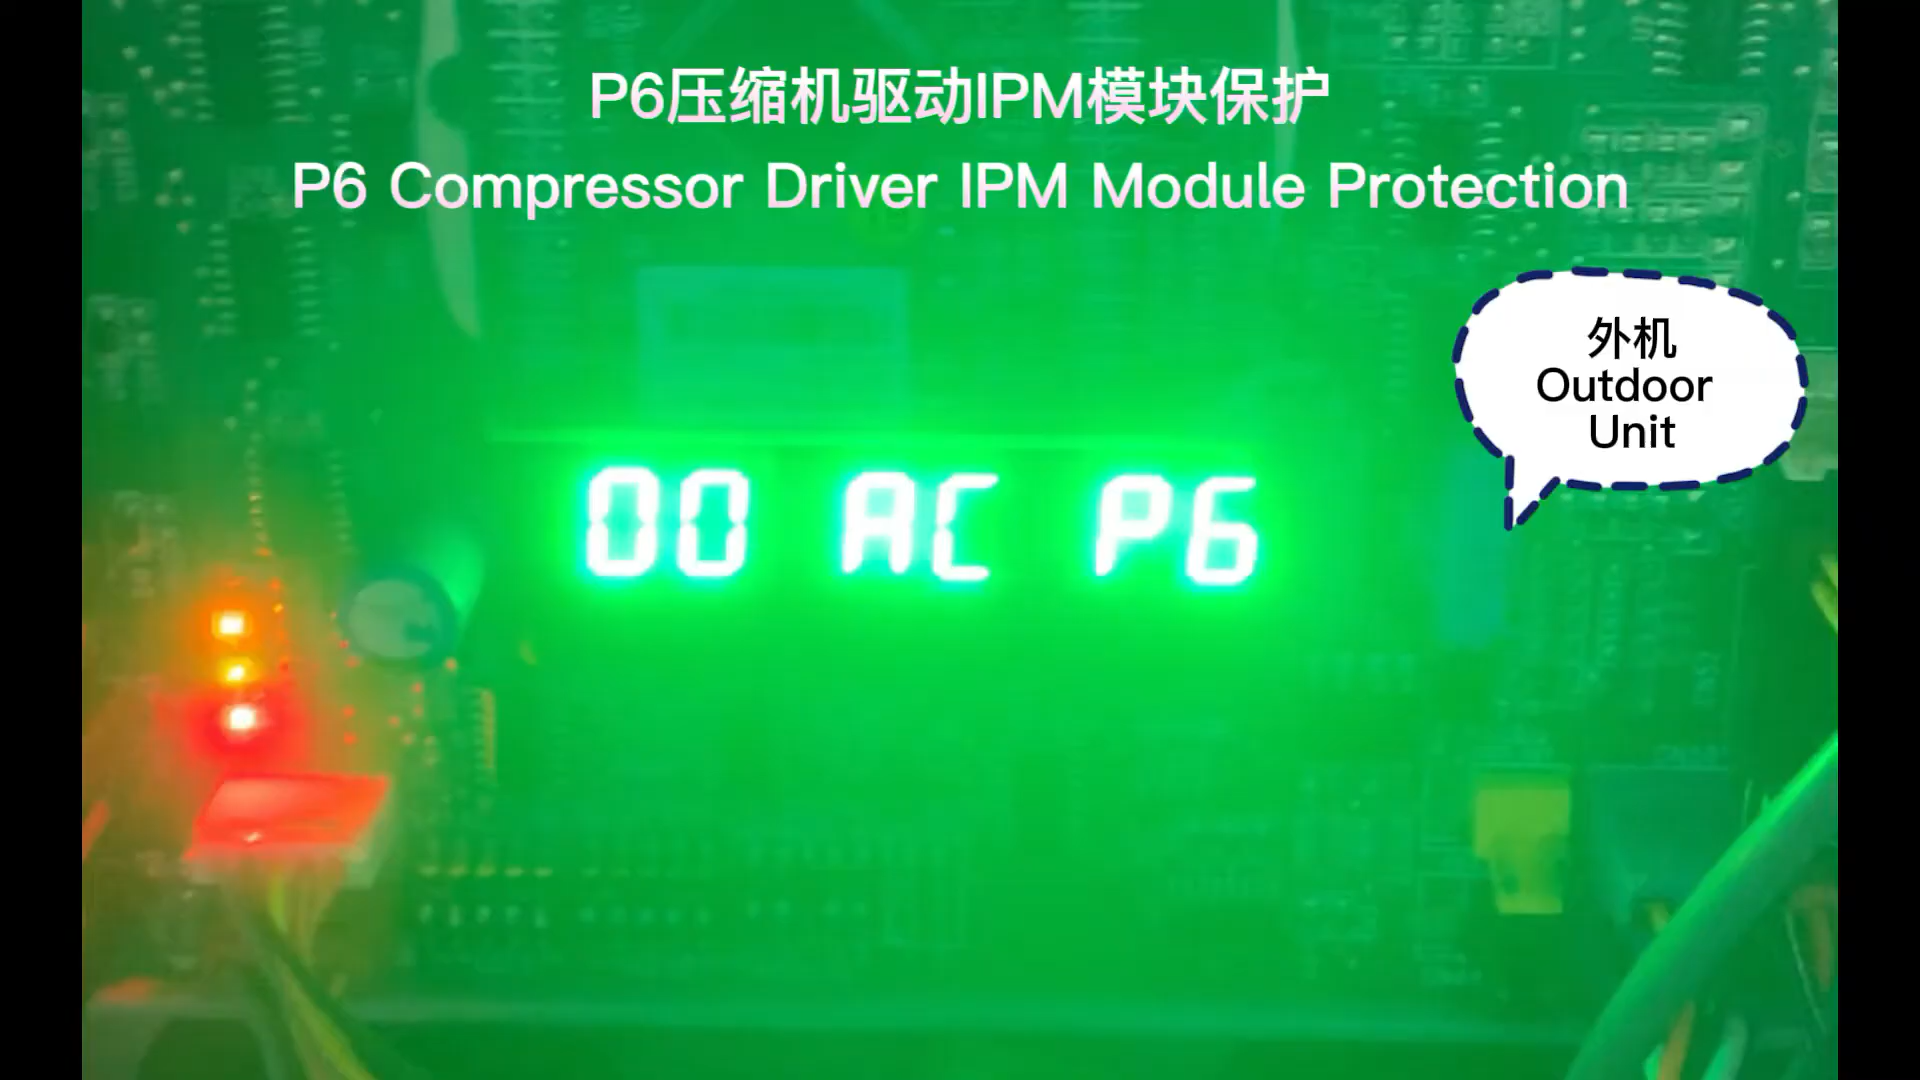 P6压缩机驱动IPM模块保护
P6 Compressor Driver IPM Module Protection
外机
Outdoor
Unit
00 AC P6